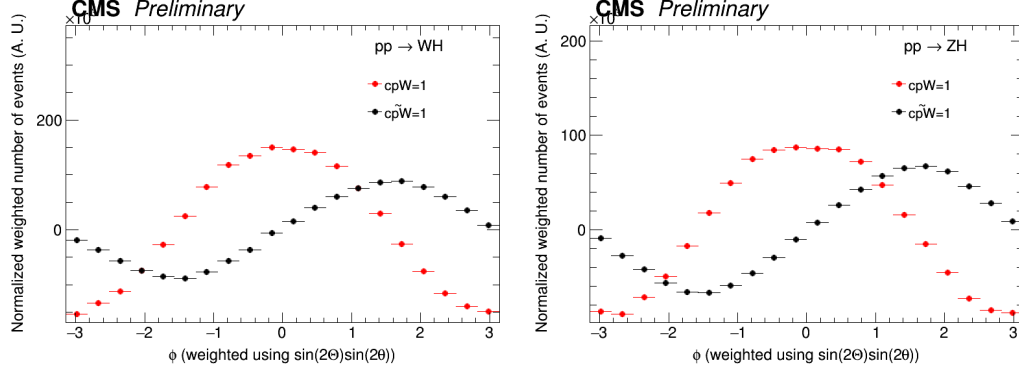 CMS Preliminary
×10
Normalized weighted number of events (A. U.)
pp → WH
cpW=1
cp̃W=1
200
0
−3 −2 −1 0 1 2 3
ϕ (weighted using sin(2Θ)sin(2θ))
CMS Preliminary
Normalized weighted number of events (A. U.)
pp → ZH
cpW=1
cp̃W=1
200
100
0
−3 −2 −1 0 1 2 3
ϕ (weighted using sin(2Θ)sin(2θ))